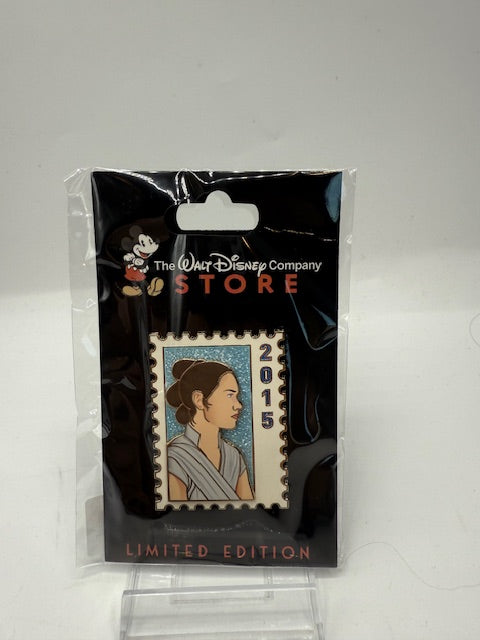 The WALT DISNEY Company
STORE
2015
LIMITED EDITION